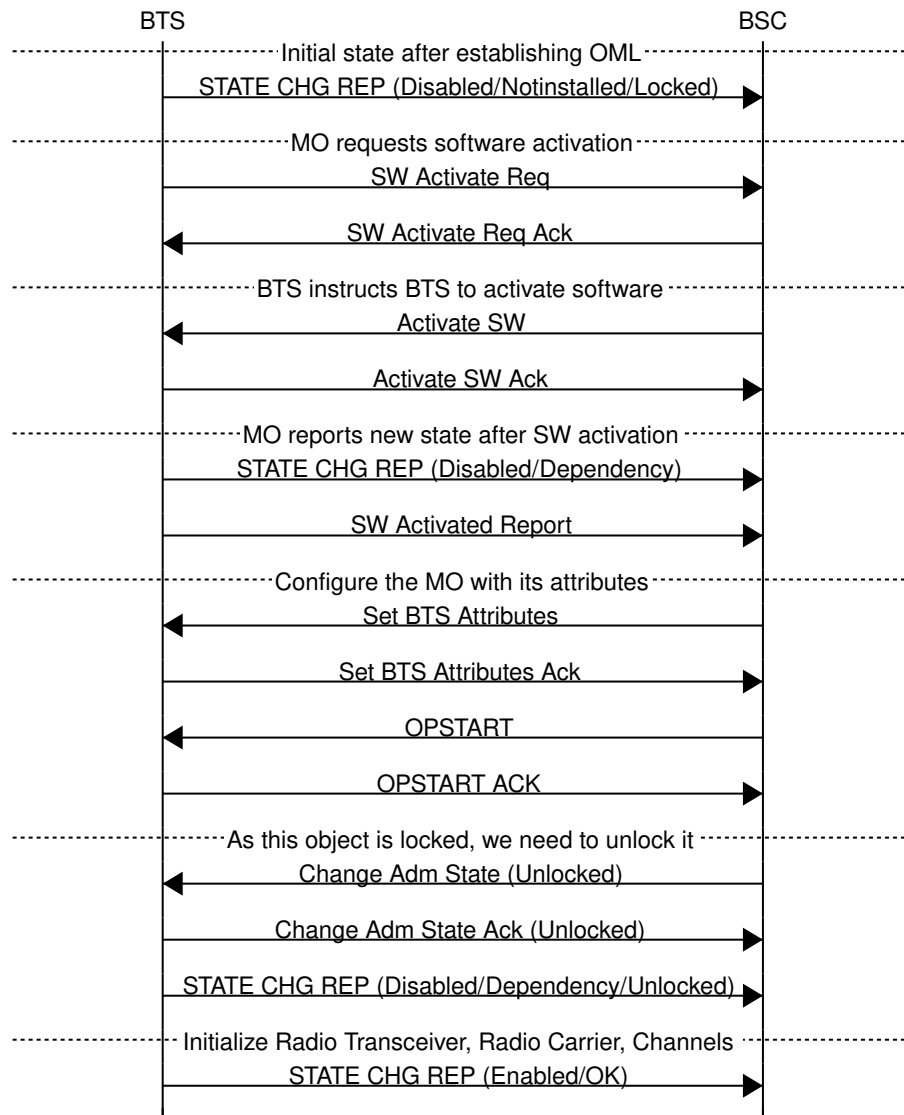 BTS BSC
Initial state after establishing OML
STATE CHG REP (Disabled/Notinstalled/Locked)
MO requests software activation
SW Activate Req
SW Activate Req Ack
BTS instructs BTS to activate software
Activate SW
Activate SW Ack
MO reports new state after SW activation
STATE CHG REP (Disabled/Dependency)
SW Activated Report
Configure the MO with its attributes
Set BTS Attributes
Set BTS Attributes Ack
OPSTART
OPSTART ACK
As this object is locked, we need to unlock it
Change Adm State (Unlocked)
Change Adm State Ack (Unlocked)
STATE CHG REP (Disabled/Dependency/Unlocked)
Initialize Radio Transceiver, Radio Carrier, Channels
STATE CHG REP (Enabled/OK)